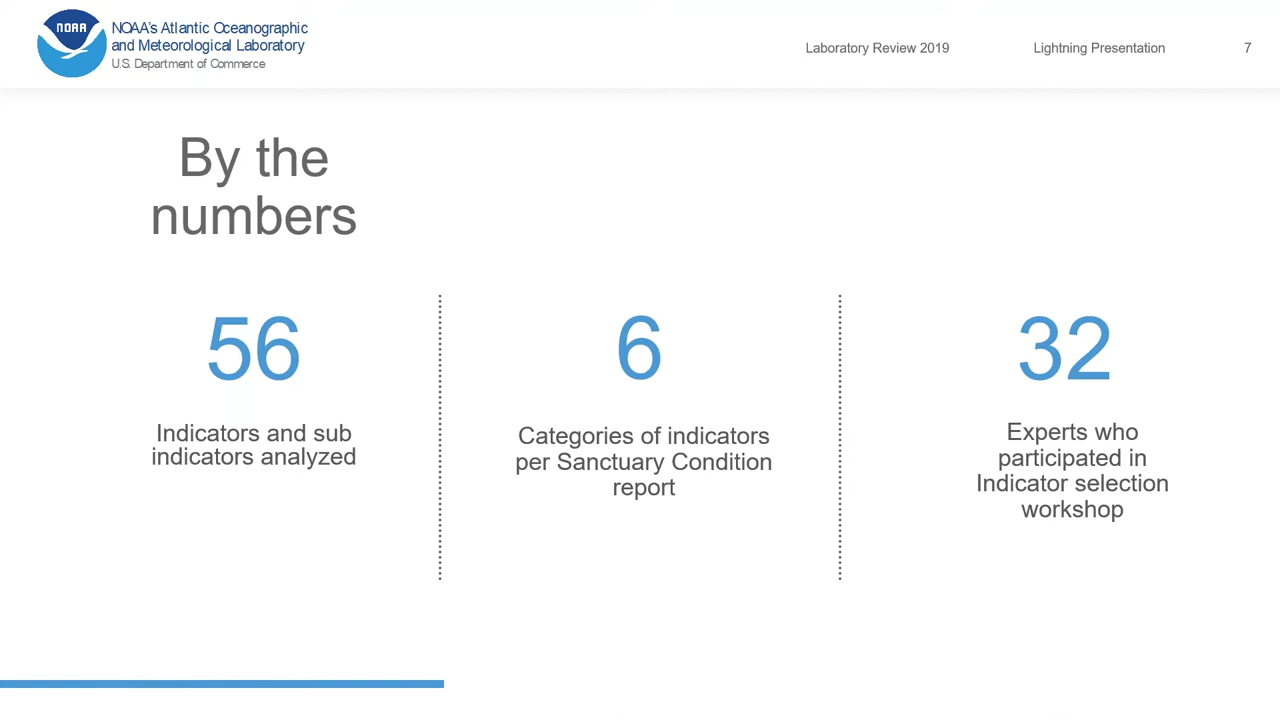 NOAA
NOAA's Atlantic Oceanographic
and Meteorological Laboratory
U.S. Department of Commerce
Laboratory Review 2019
Lightning Presentation
7
By the
numbers
56
Indicators and sub
indicators analyzed
6
Categories of indicators
per Sanctuary Condition
report
32
Experts who
participated in
Indicator selection
workshop